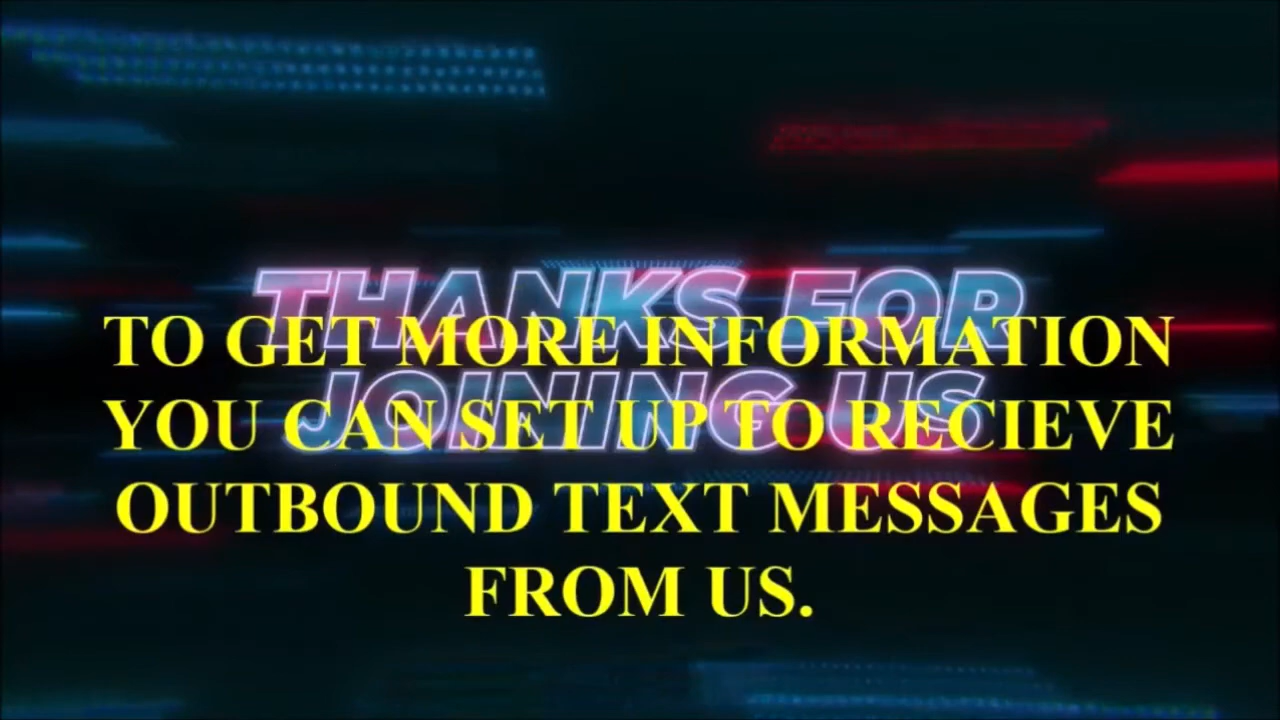 THANKS FOR
JOINING US
TO GET MORE INFORMATION
YOU CAN SET UP TO RECIEVE
OUTBOUND TEXT MESSAGES
FROM US.